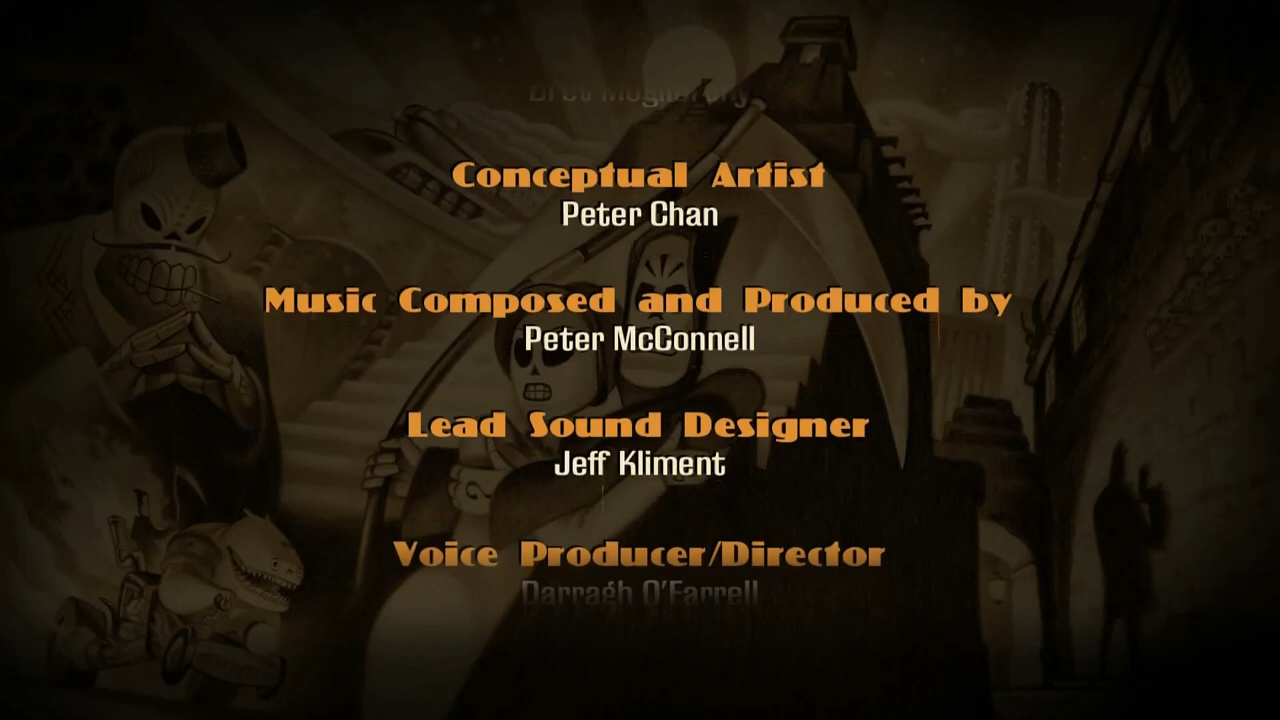 Conceptual Artist
Peter Chan
Music Composed and Produced by
Peter McConnell
Lead Sound Designer
Jeff Kliment
Voice Producer/Director
Darragh O'Farrell